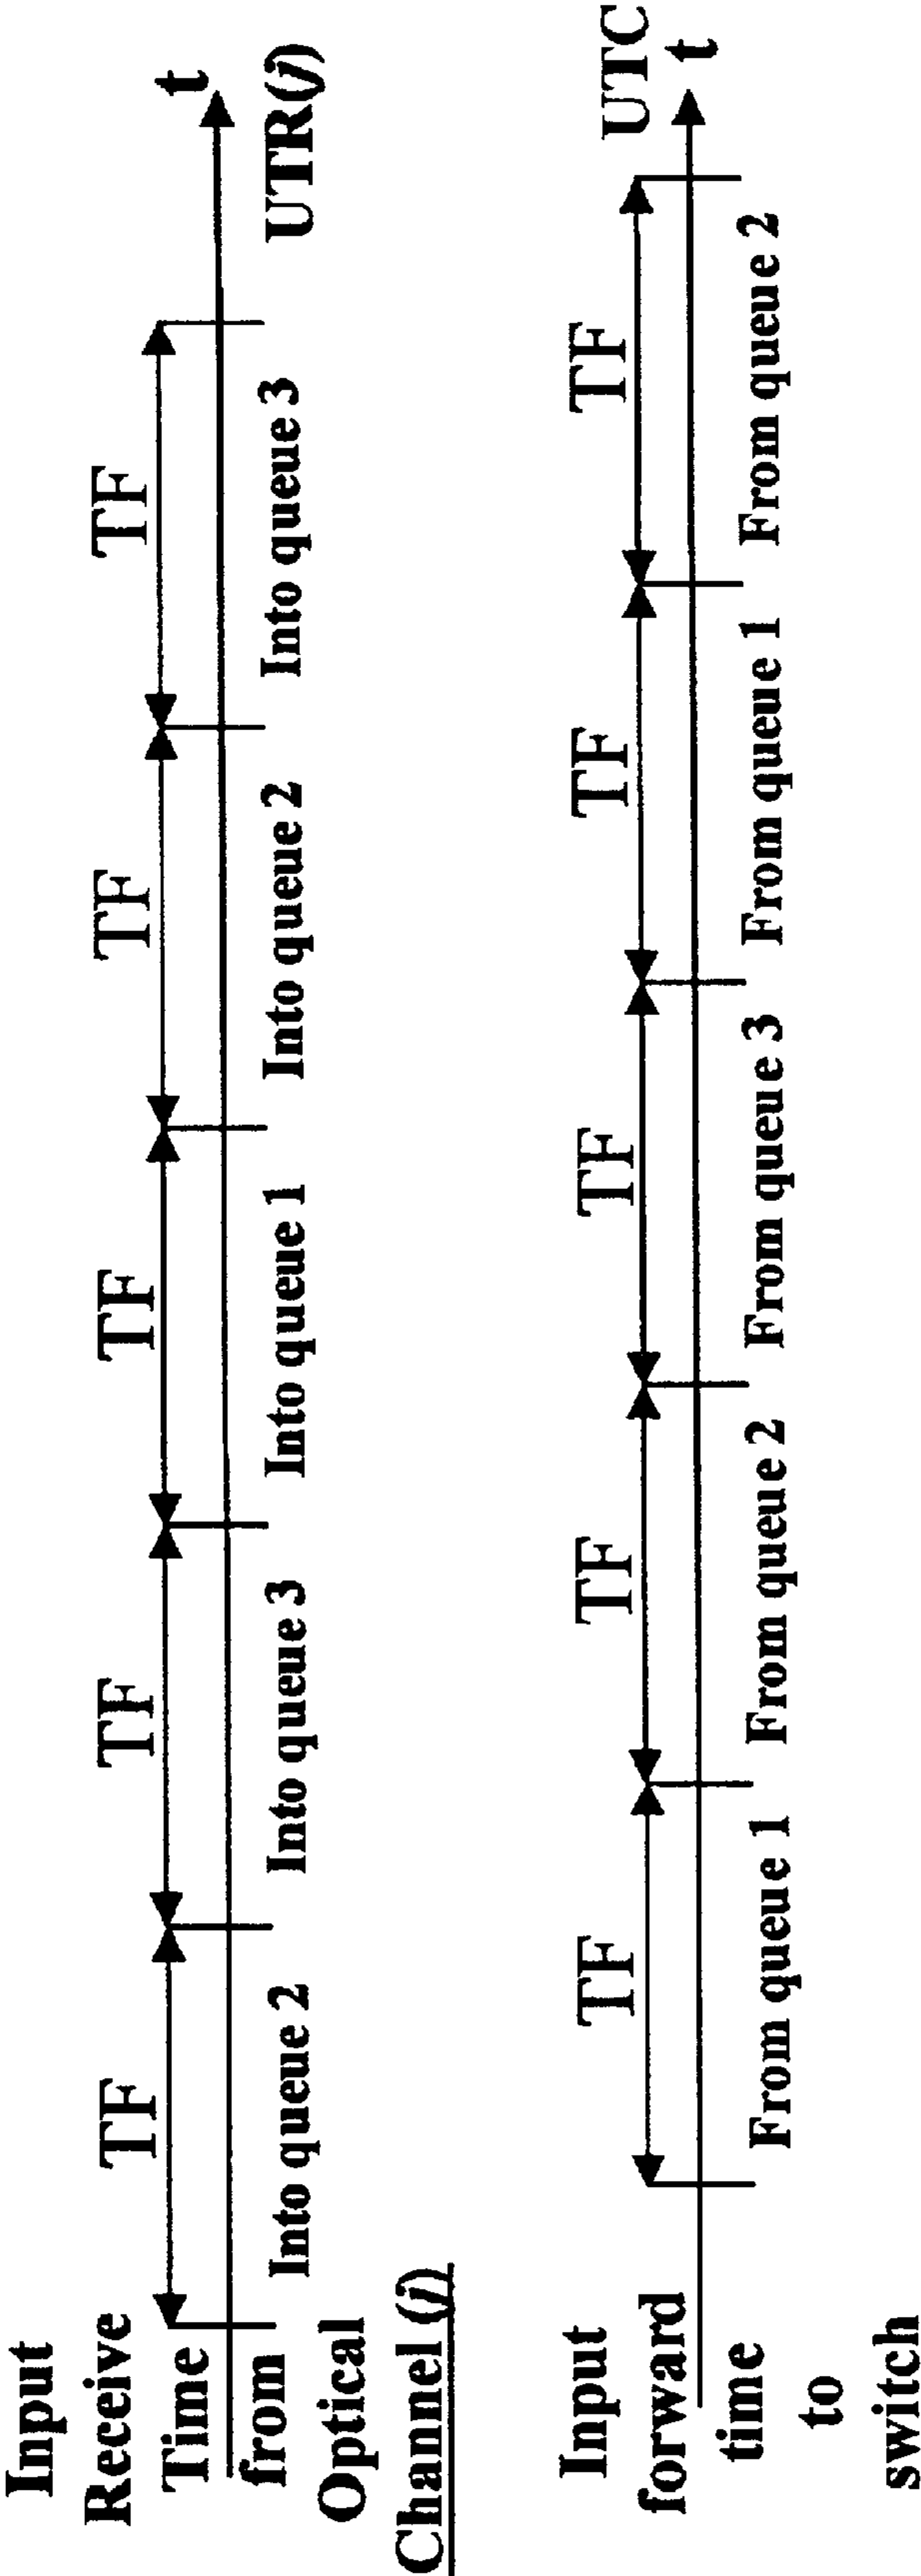 Input
Receive
Time
from
Optical
Channel (j)
TF TF TF TF TF
t
Into queue 2 Into queue 3 Into queue 1 Into queue 2 Into queue 3
UTR(j)
Input
forward
time
to
switch
TF TF TF TF TF
UTC
t
From queue 1 From queue 2 From queue 3 From queue 1 From queue 2